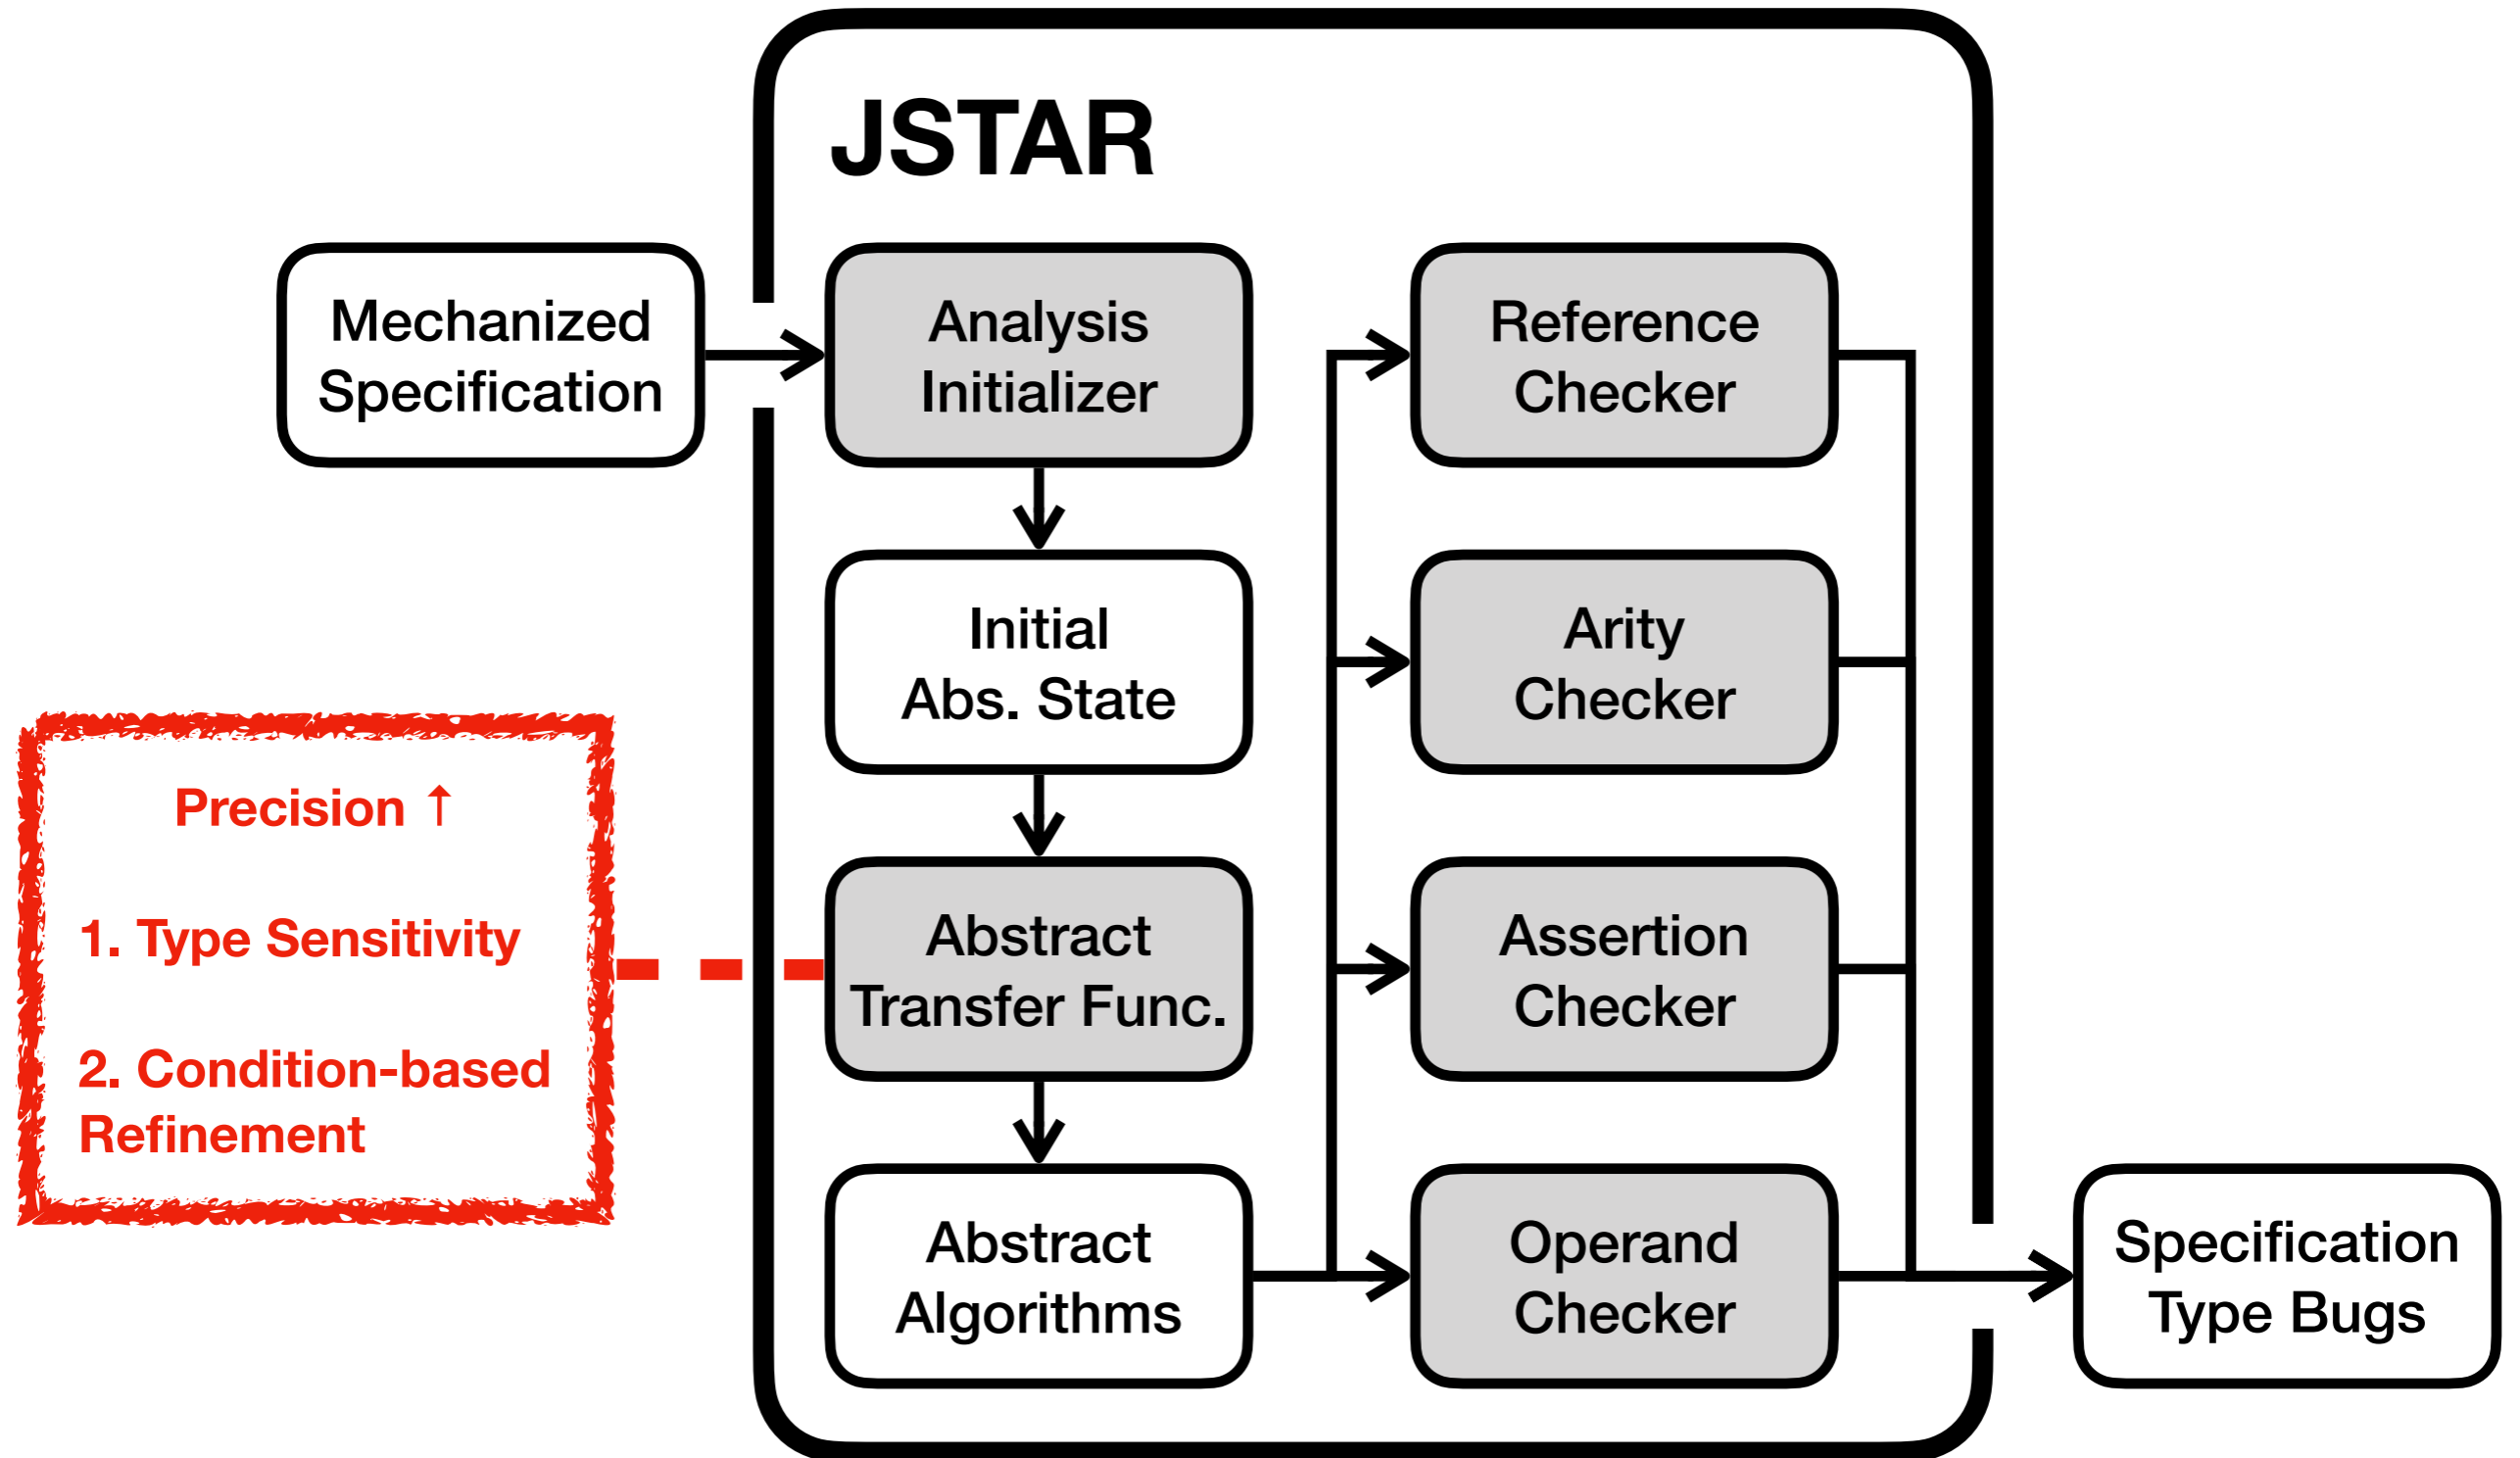 JSTAR
Mechanized
Specification
Analysis
Initializer
Reference
Checker
Initial
Abs. State
Arity
Checker
Precision ↑
1. Type Sensitivity
2. Condition-based
Refinement
Abstract
Transfer Func.
Assertion
Checker
Abstract
Algorithms
Operand
Checker
Specification
Type Bugs